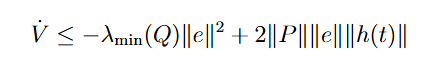 V̇ ≤ −λ_min(Q)‖e‖² + 2‖P‖‖e‖‖h(t)‖